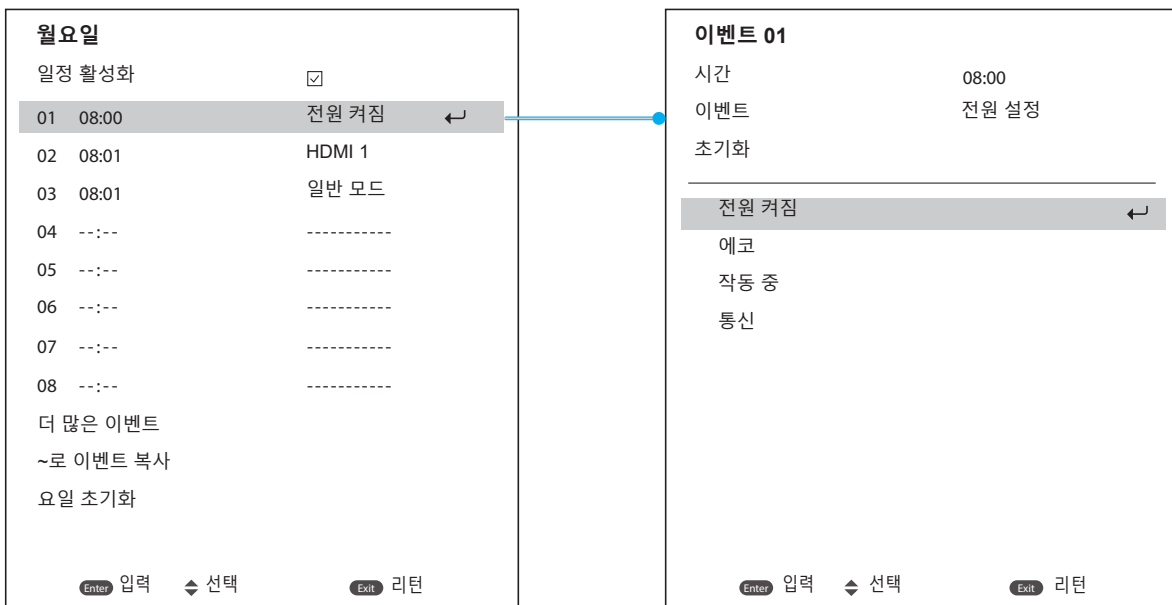 월요일
일정 활성화 ☑
01 08:00 전원 켜짐
02 08:01 HDMI 1
03 08:01 일반 모드
04 --:-- -----------
05 --:-- -----------
06 --:-- -----------
07 --:-- -----------
08 --:-- -----------
더 많은 이벤트
~로 이벤트 복사
요일 초기화
Enter 입력 선택 Exit 리턴
이벤트 01
시간 08:00
이벤트 전원 설정
초기화
전원 켜짐
에코
작동 중
통신
Enter 입력 선택 Exit 리턴